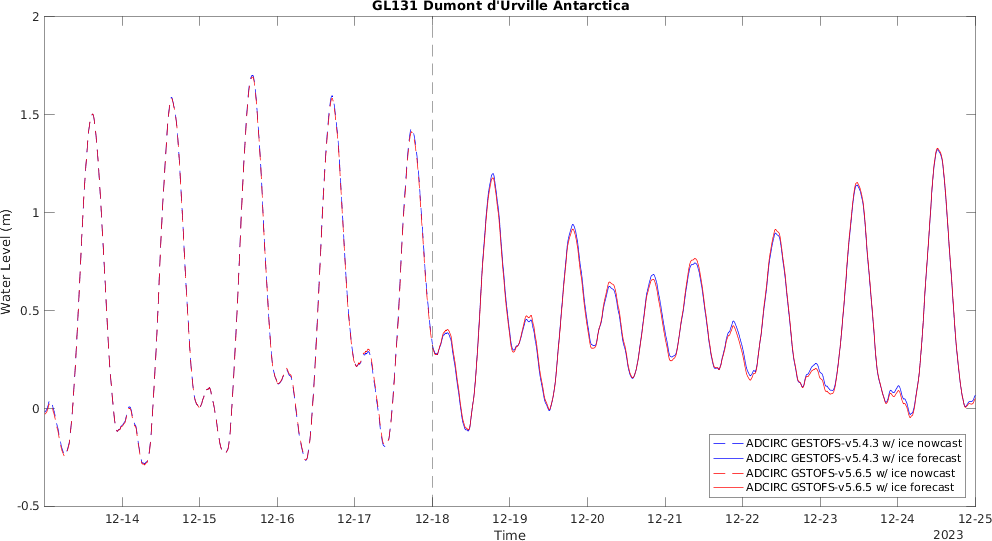 GL131 Dumont d'Urville Antarctica
Water Level (m)
2
1.5
1
0.5
0
-0.5
ADCIRC GESTOFS-v5.4.3 w/ ice nowcast
ADCIRC GESTOFS-v5.4.3 w/ ice forecast
ADCIRC GSTOFS-v5.6.5 w/ ice nowcast
ADCIRC GSTOFS-v5.6.5 w/ ice forecast
12-14 12-15 12-16 12-17 12-18 12-19 12-20 12-21 12-22 12-23 12-24 12-25
Time
2023